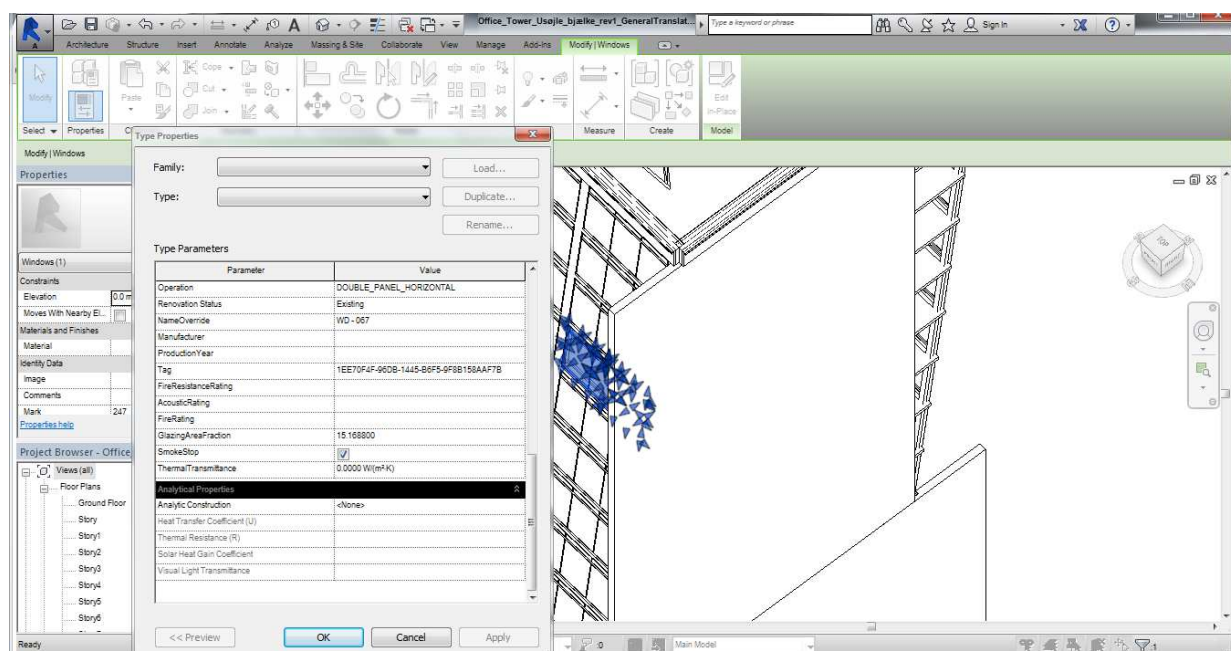 Office_Tower_Usøjle_bjælke_rev1_GeneralTranslat...
Type a keyword or phrase
Sign In
A
Architecture Structure Insert Annotate Analyze Massing & Site Collaborate View Manage Add-Ins Modify | Windows
Modify
Paste
Cope
Cut
Join
Edit
In-Place
Select Properties
Measure Create Model
Modify | Windows
Properties
Windows (1)
Constraints
Elevation 0.0 m
Moves With Nearby El...
Materials and Finishes
Material
Identity Data
Image
Comments
Mark 247
Properties help
Project Browser - Office
Views (all)
Floor Plans
Ground Floor
Story
Story1
Story2
Story3
Story4
Story5
Story6
Ready
Type Properties
Family:
Load...
Type:
Duplicate...
Rename...
Type Parameters
Parameter Value
Operation DOUBLE_PANEL_HORIZONTAL
Renovation Status Existing
NameOverride WD - 067
Manufacturer
ProductionYear
Tag 1EE70F4F-96DB-1445-B6F5-9F8B158AAF7B
FireResistanceRating
AcousticRating
FireRating
GlazingAreaFraction 15.168800
SmokeStop
ThermalTransmittance 0.0000 W/(m²·K)
Analytical Properties
Analytic Construction <None>
Heat Transfer Coefficient (U)
Thermal Resistance (R)
Solar Heat Gain Coefficient
Visual Light Transmittance
<< Preview OK Cancel Apply
TOP
:0
Main Model
:1